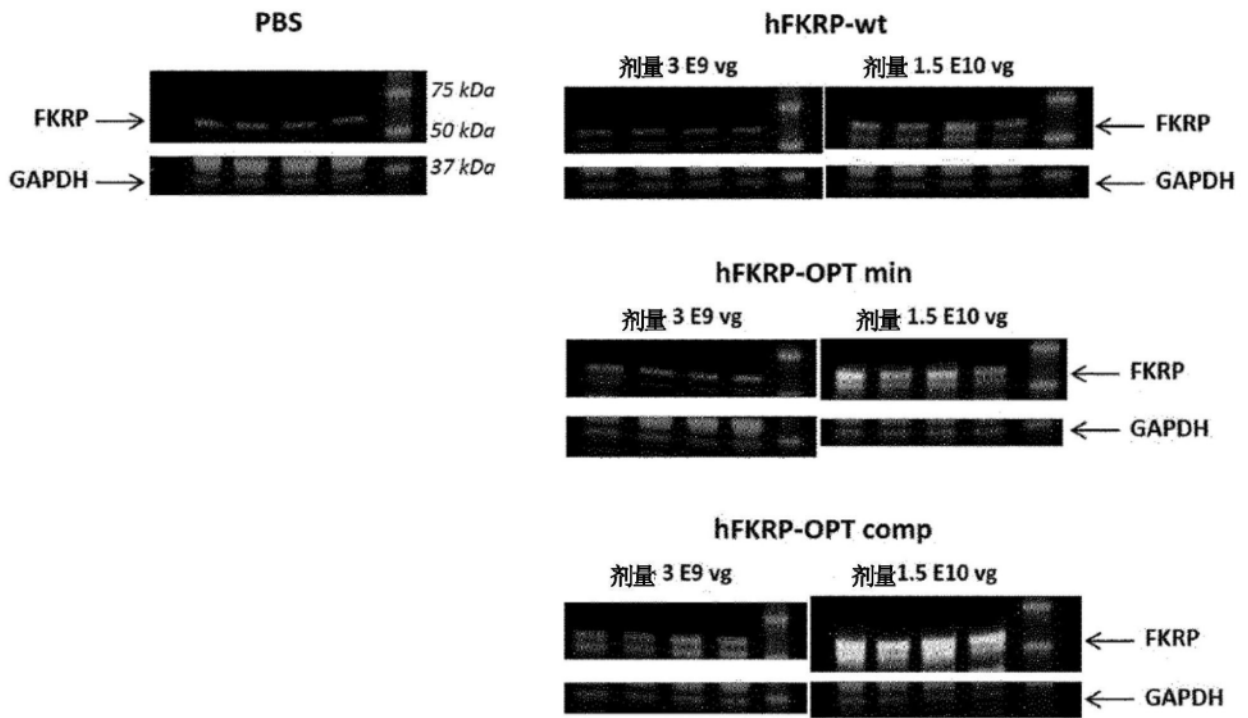 PBS
FKRP
75 kDa
50 kDa
GAPDH
37 kDa
hFKRP-wt
剂量 3 E9 vg
剂量 1.5 E10 vg
FKRP
GAPDH
hFKRP-OPT min
剂量 3 E9 vg
剂量 1.5 E10 vg
FKRP
GAPDH
hFKRP-OPT comp
剂量 3 E9 vg
剂量 1.5 E10 vg
FKRP
GAPDH